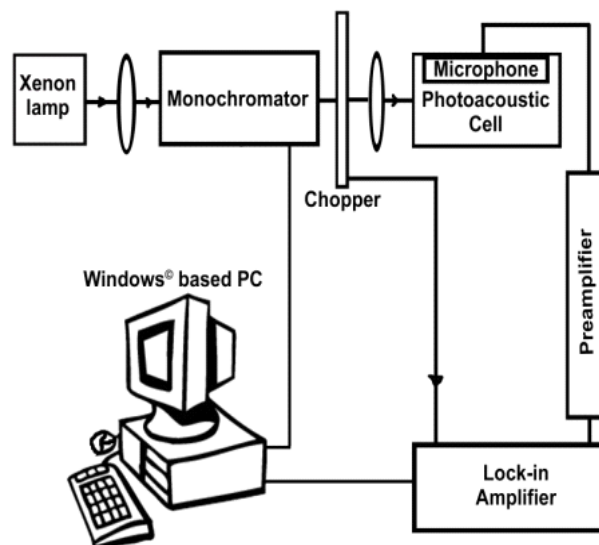 Xenon
lamp
Monochromator
Microphone
Photoacoustic
Cell
Chopper
Preamplifier
Windows© based PC
Lock-in
Amplifier